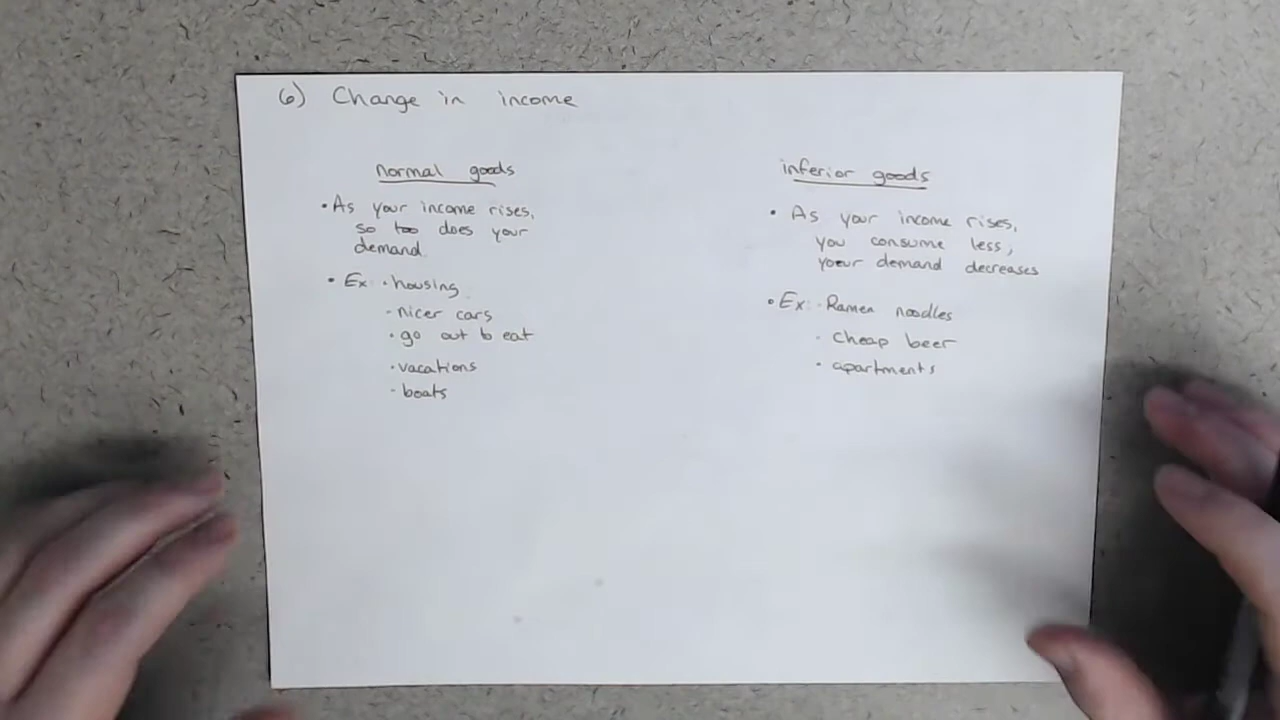 6) Change in income
normal goods
• As your income rises,
so too does your
demand.
• Ex: • housing
- nicer cars
• go out to eat
• vacations
- boats
inferior goods
• As your income rises,
you consume less,
your demand decreases
• Ex: • Ramen noodles
• cheap beer
• apartments